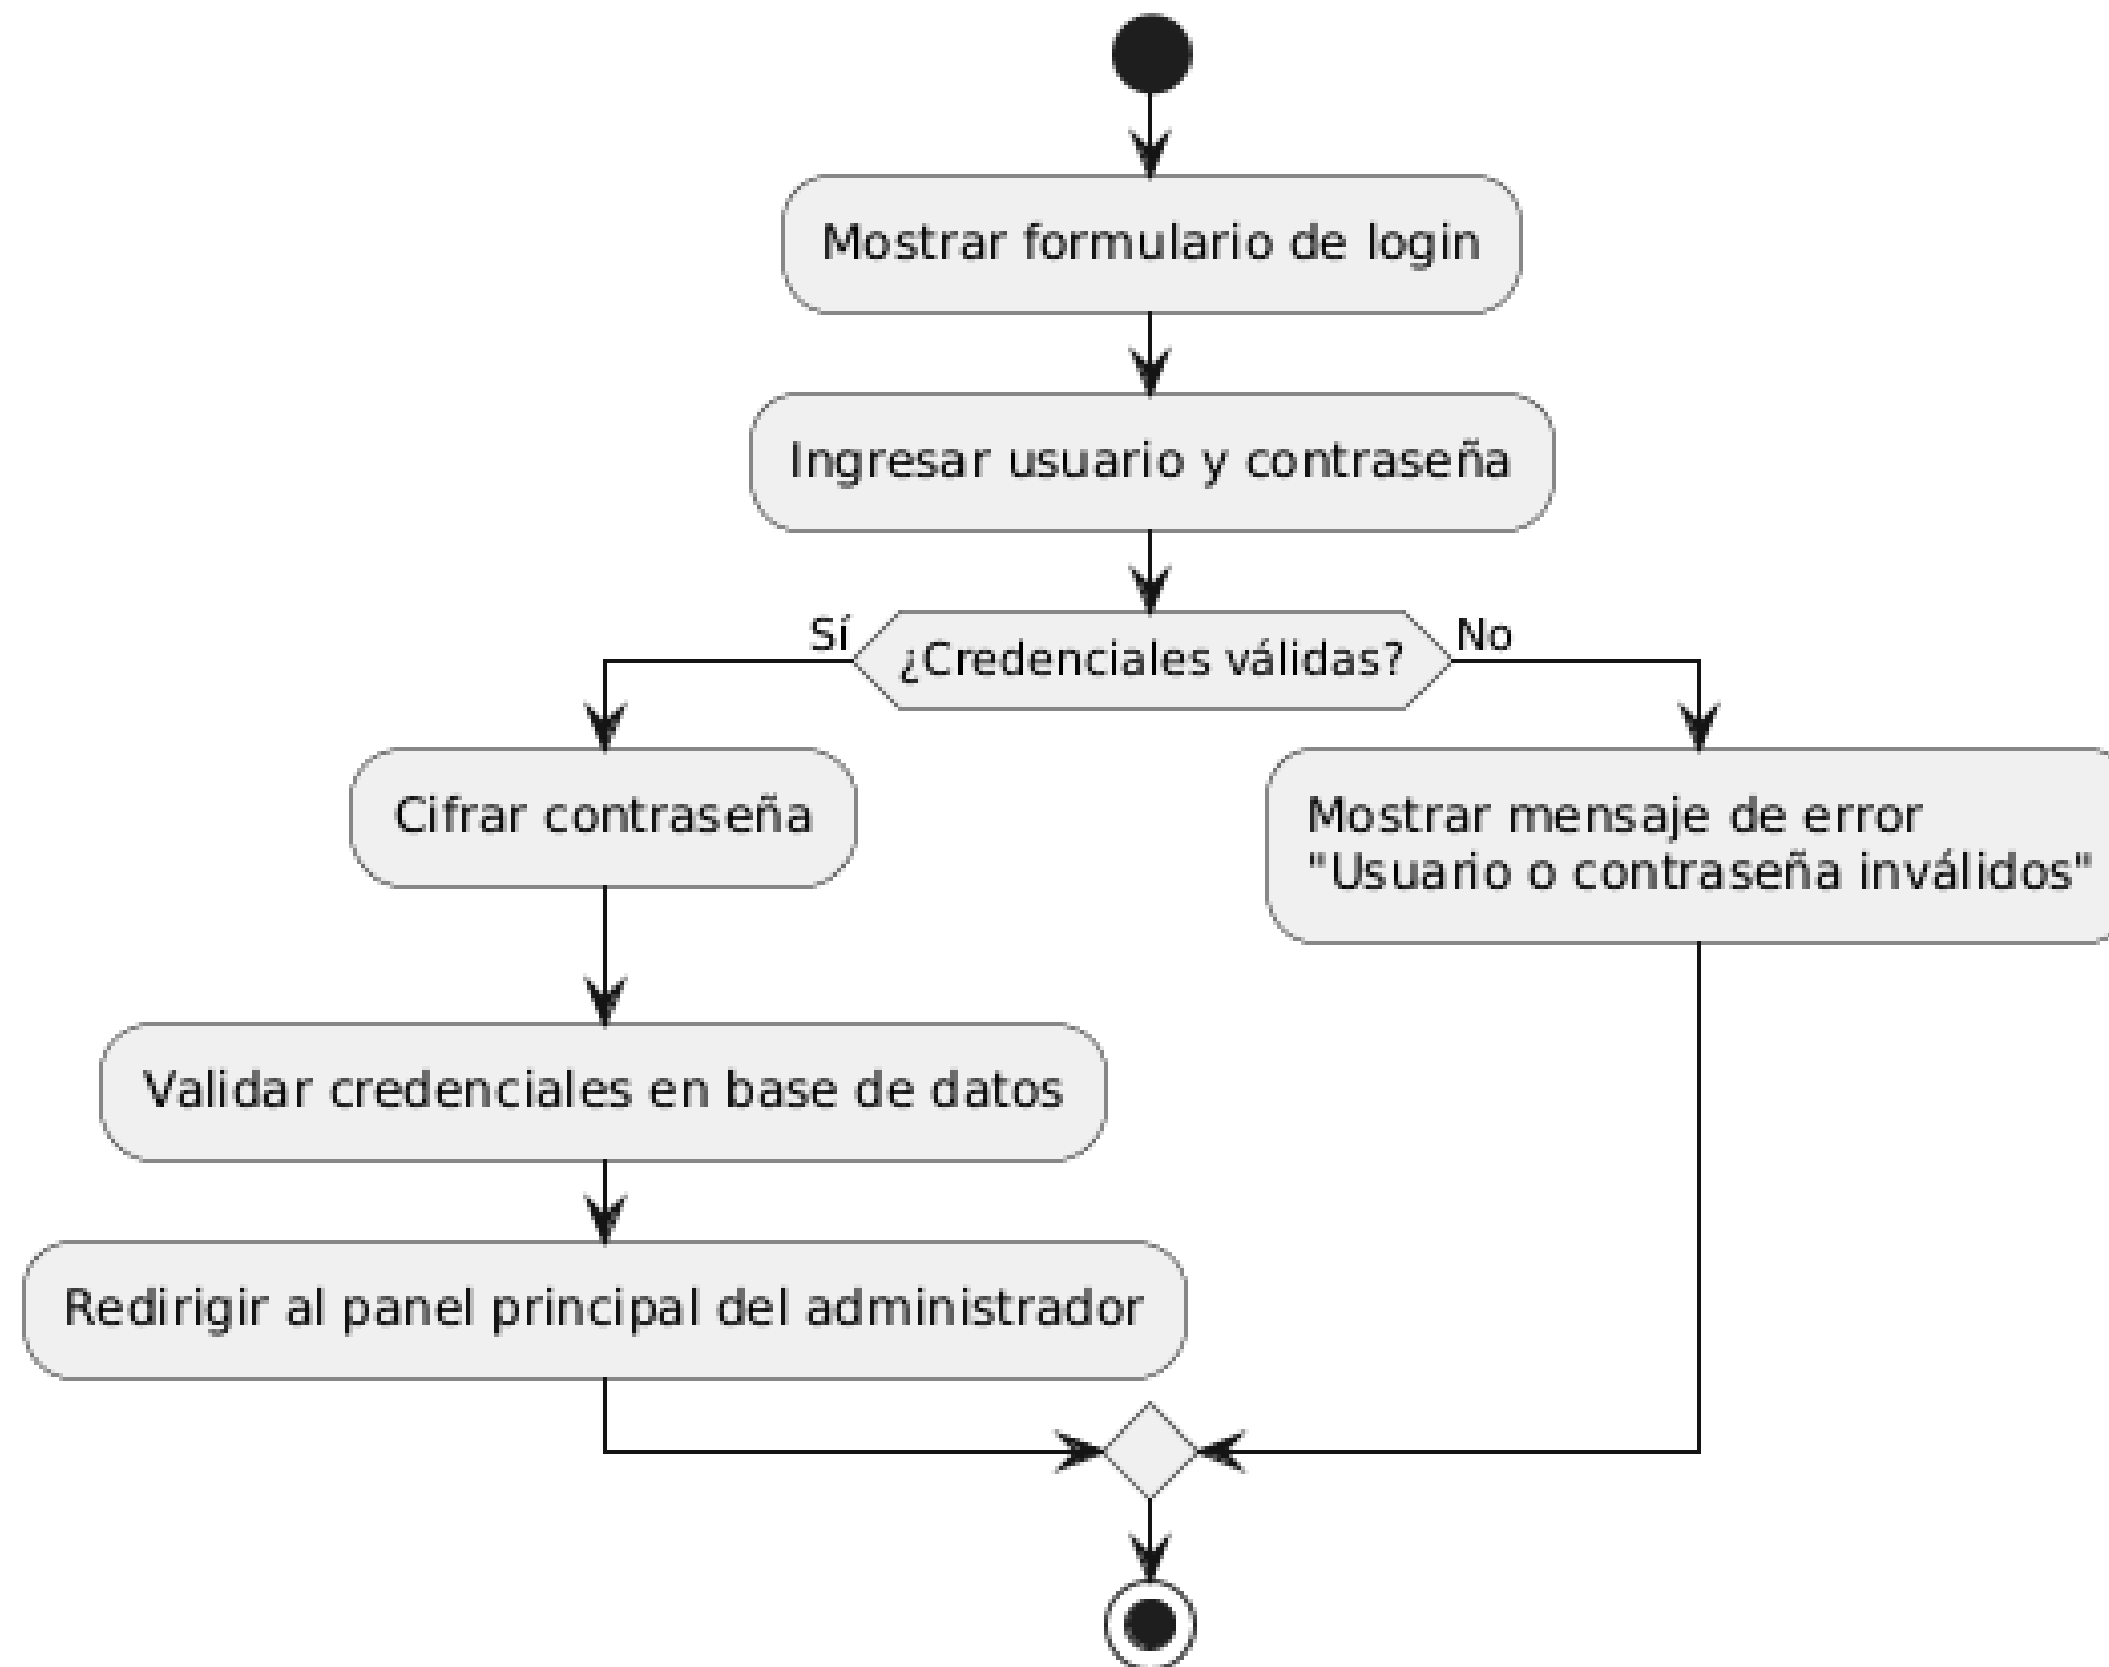 Mostrar formulario de login
Ingresar usuario y contraseña
Sí
¿Credenciales válidas?
No
Cifrar contraseña
Mostrar mensaje de error
"Usuario o contraseña inválidos"
Validar credenciales en base de datos
Redirigir al panel principal del administrador